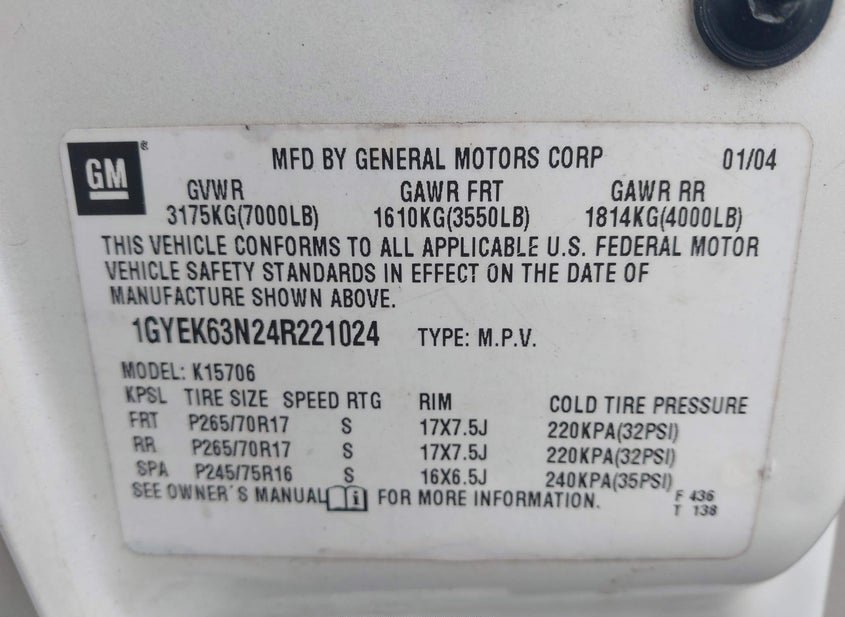 GM ®
MFD BY GENERAL MOTORS CORP 01/04
GVWR GAWR FRT GAWR RR
3175KG(7000LB) 1610KG(3550LB) 1814KG(4000LB)
THIS VEHICLE CONFORMS TO ALL APPLICABLE U.S. FEDERAL MOTOR
VEHICLE SAFETY STANDARDS IN EFFECT ON THE DATE OF
MANUFACTURE SHOWN ABOVE.
1GYEK63N24R221024 TYPE: M.P.V.
MODEL: K15706
KPSL TIRE SIZE SPEED RTG RIM COLD TIRE PRESSURE
FRT P265/70R17 S 17X7.5J 220KPA(32PSI)
RR P265/70R17 S 17X7.5J 220KPA(32PSI)
SPA P245/75R16 S 16X6.5J 240KPA(35PSI)
SEE OWNER'S MANUAL i FOR MORE INFORMATION.
F 436
T 138